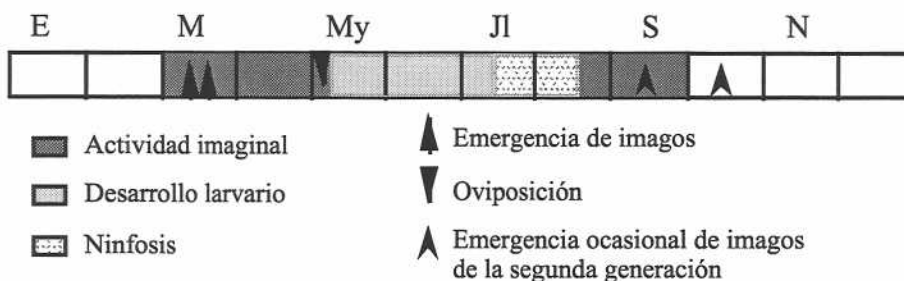 E M My Jl S N
Actividad imaginal
Desarrollo larvario
Ninfosis
Emergencia de imagos
Oviposición
Emergencia ocasional de imagos
de la segunda generación